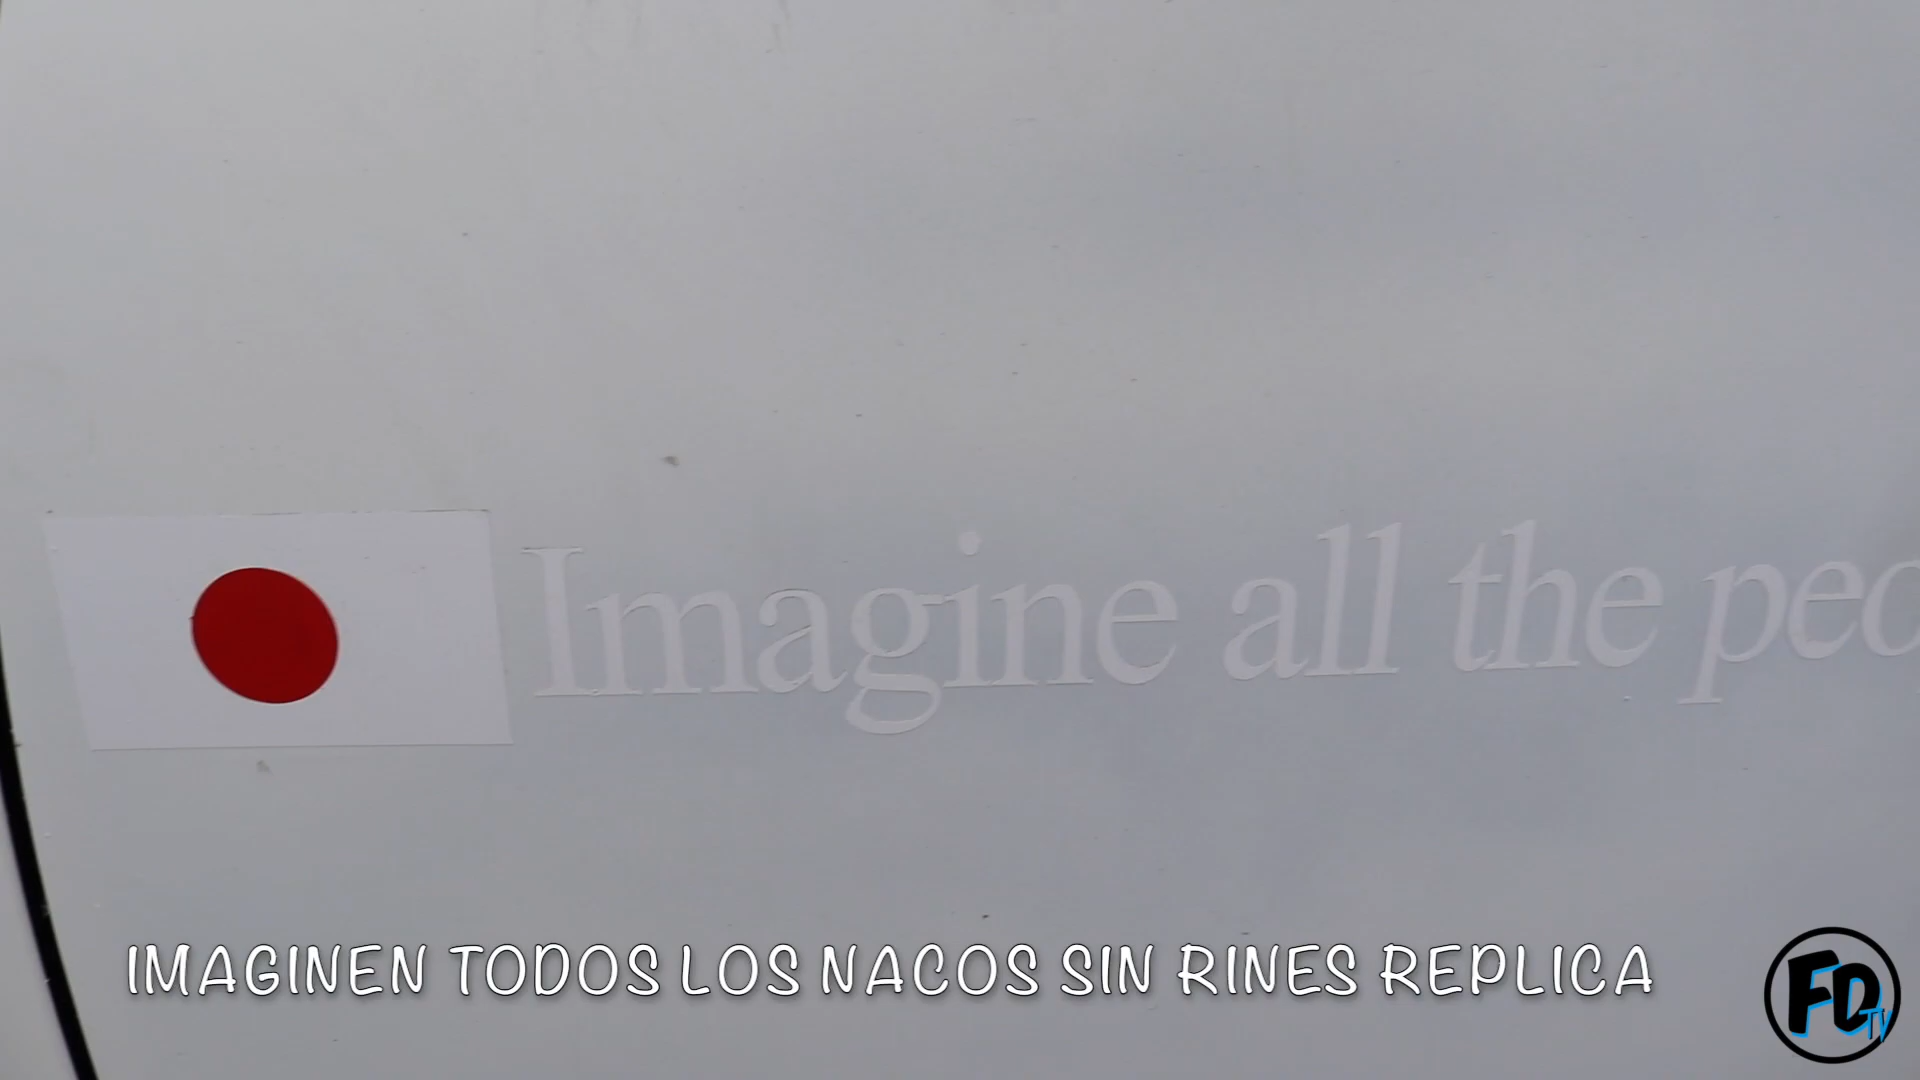 Imagine all the peo
IMAGINEN TODOS LOS NACOS SIN RINES REPLICA
FD TV